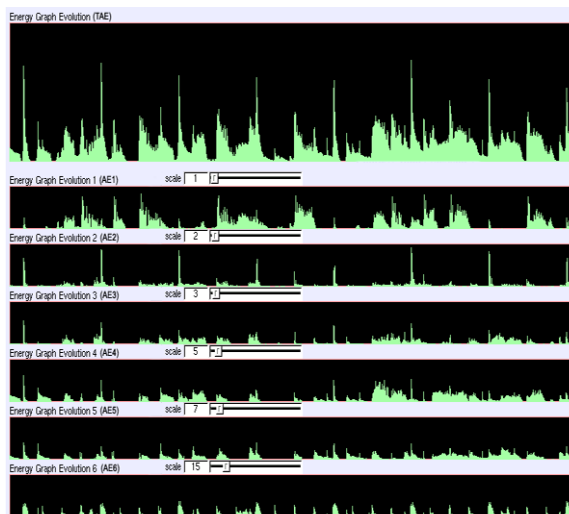 Energy Graph Evolution (TAE)
Energy Graph Evolution 1 (AE1) scale 1
Energy Graph Evolution 2 (AE2) scale 2
Energy Graph Evolution 3 (AE3) scale 3
Energy Graph Evolution 4 (AE4) scale 5
Energy Graph Evolution 5 (AE5) scale 7
Energy Graph Evolution 6 (AE6) scale 15